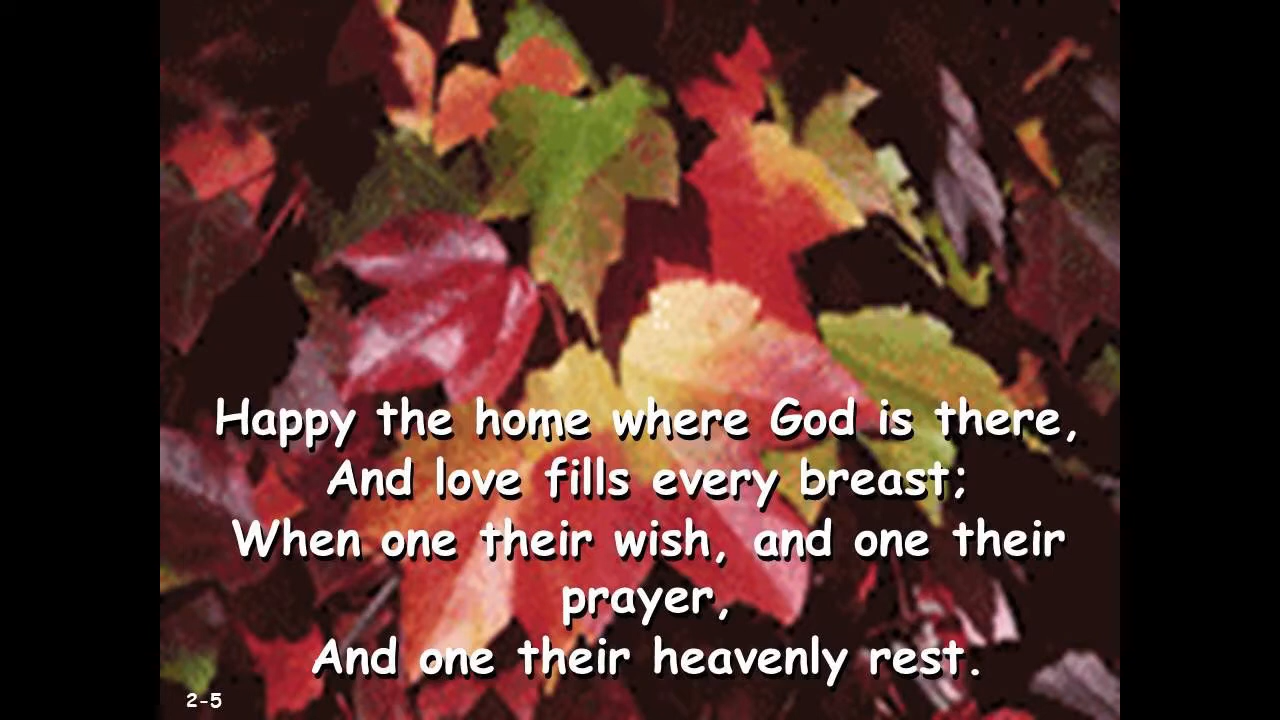 Happy the home where God is there,
And love fills every breast;
When one their wish, and one their
prayer,
And one their heavenly rest.
2-5